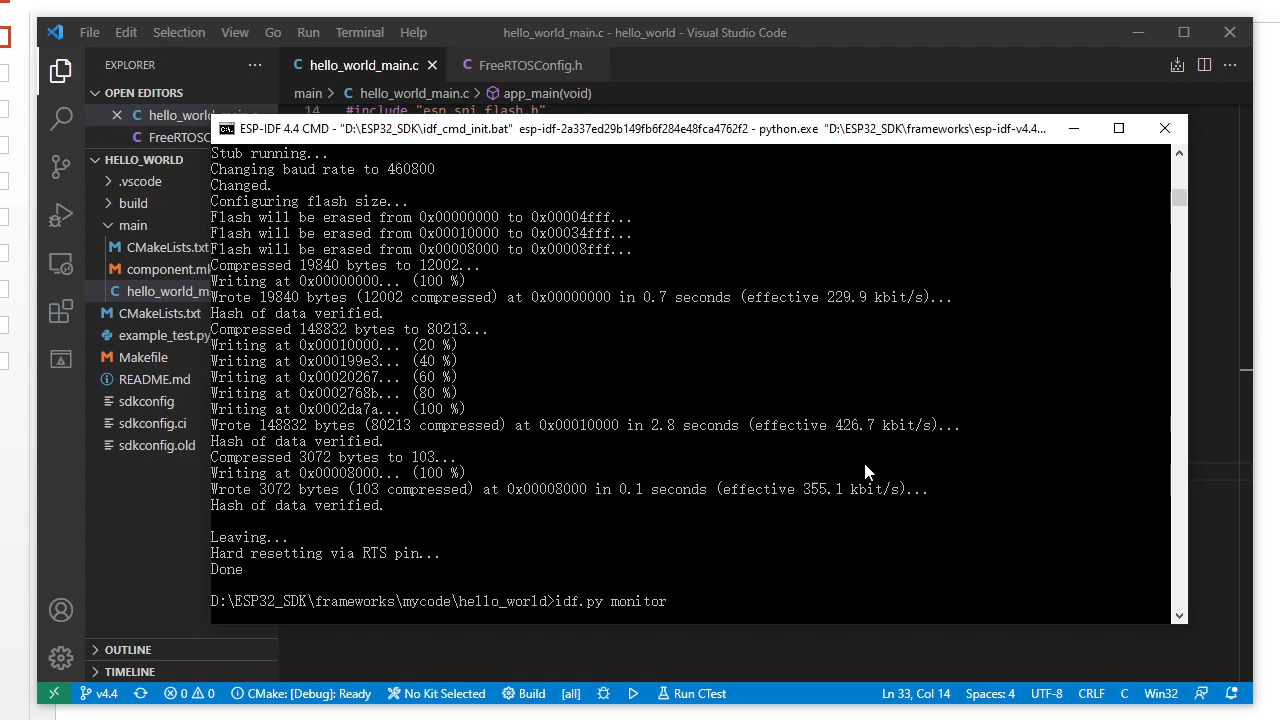 File Edit Selection View Go Run Terminal Help hello_world_main.c - hello_world - Visual Studio Code
EXPLORER
hello_world_main.c
FreeRTOSConfig.h
OPEN EDITORS
main > hello_world_main.c > app_main(void)
hello_world_main.c
14 #include "esp_spi_flash.h"
FreeRTOSC
ESP-IDF 4.4 CMD - "D:\ESP32_SDK\idf_cmd_init.bat" esp-idf-2a337ed29b149fb6f284e48fca4762f2 - python.exe "D:\ESP32_SDK\frameworks\esp-idf-v4.4...
HELLO_WORLD
.vscode
build
main
CMakeLists.txt
component.mk
hello_world_m
CMakeLists.txt
example_test.py
Makefile
README.md
sdkconfig
sdkconfig.ci
sdkconfig.old
OUTLINE
TIMELINE
Stub running...
Changing baud rate to 460800
Changed.
Configuring flash size...
Flash will be erased from 0x00000000 to 0x00004fff...
Flash will be erased from 0x00010000 to 0x00034fff...
Flash will be erased from 0x00008000 to 0x00008fff...
Compressed 19840 bytes to 12002...
Writing at 0x00000000... (100 %)
Wrote 19840 bytes (12002 compressed) at 0x00000000 in 0.7 seconds (effective 229.9 kbit/s)...
Hash of data verified.
Compressed 148832 bytes to 80213...
Writing at 0x00010000... (20 %)
Writing at 0x000199e3... (40 %)
Writing at 0x00020267... (60 %)
Writing at 0x0002768b... (80 %)
Writing at 0x0002da7a... (100 %)
Wrote 148832 bytes (80213 compressed) at 0x00010000 in 2.8 seconds (effective 426.7 kbit/s)...
Hash of data verified.
Compressed 3072 bytes to 103...
Writing at 0x00008000... (100 %)
Wrote 3072 bytes (103 compressed) at 0x00008000 in 0.1 seconds (effective 355.1 kbit/s)...
Hash of data verified.
Leaving...
Hard resetting via RTS pin...
Done
D:\ESP32_SDK\frameworks\mycode\hello_world>idf.py monitor
v4.4 0 0 CMake: [Debug]: Ready No Kit Selected Build [all] Run CTest Ln 33, Col 14 Spaces: 4 UTF-8 CRLF C Win32